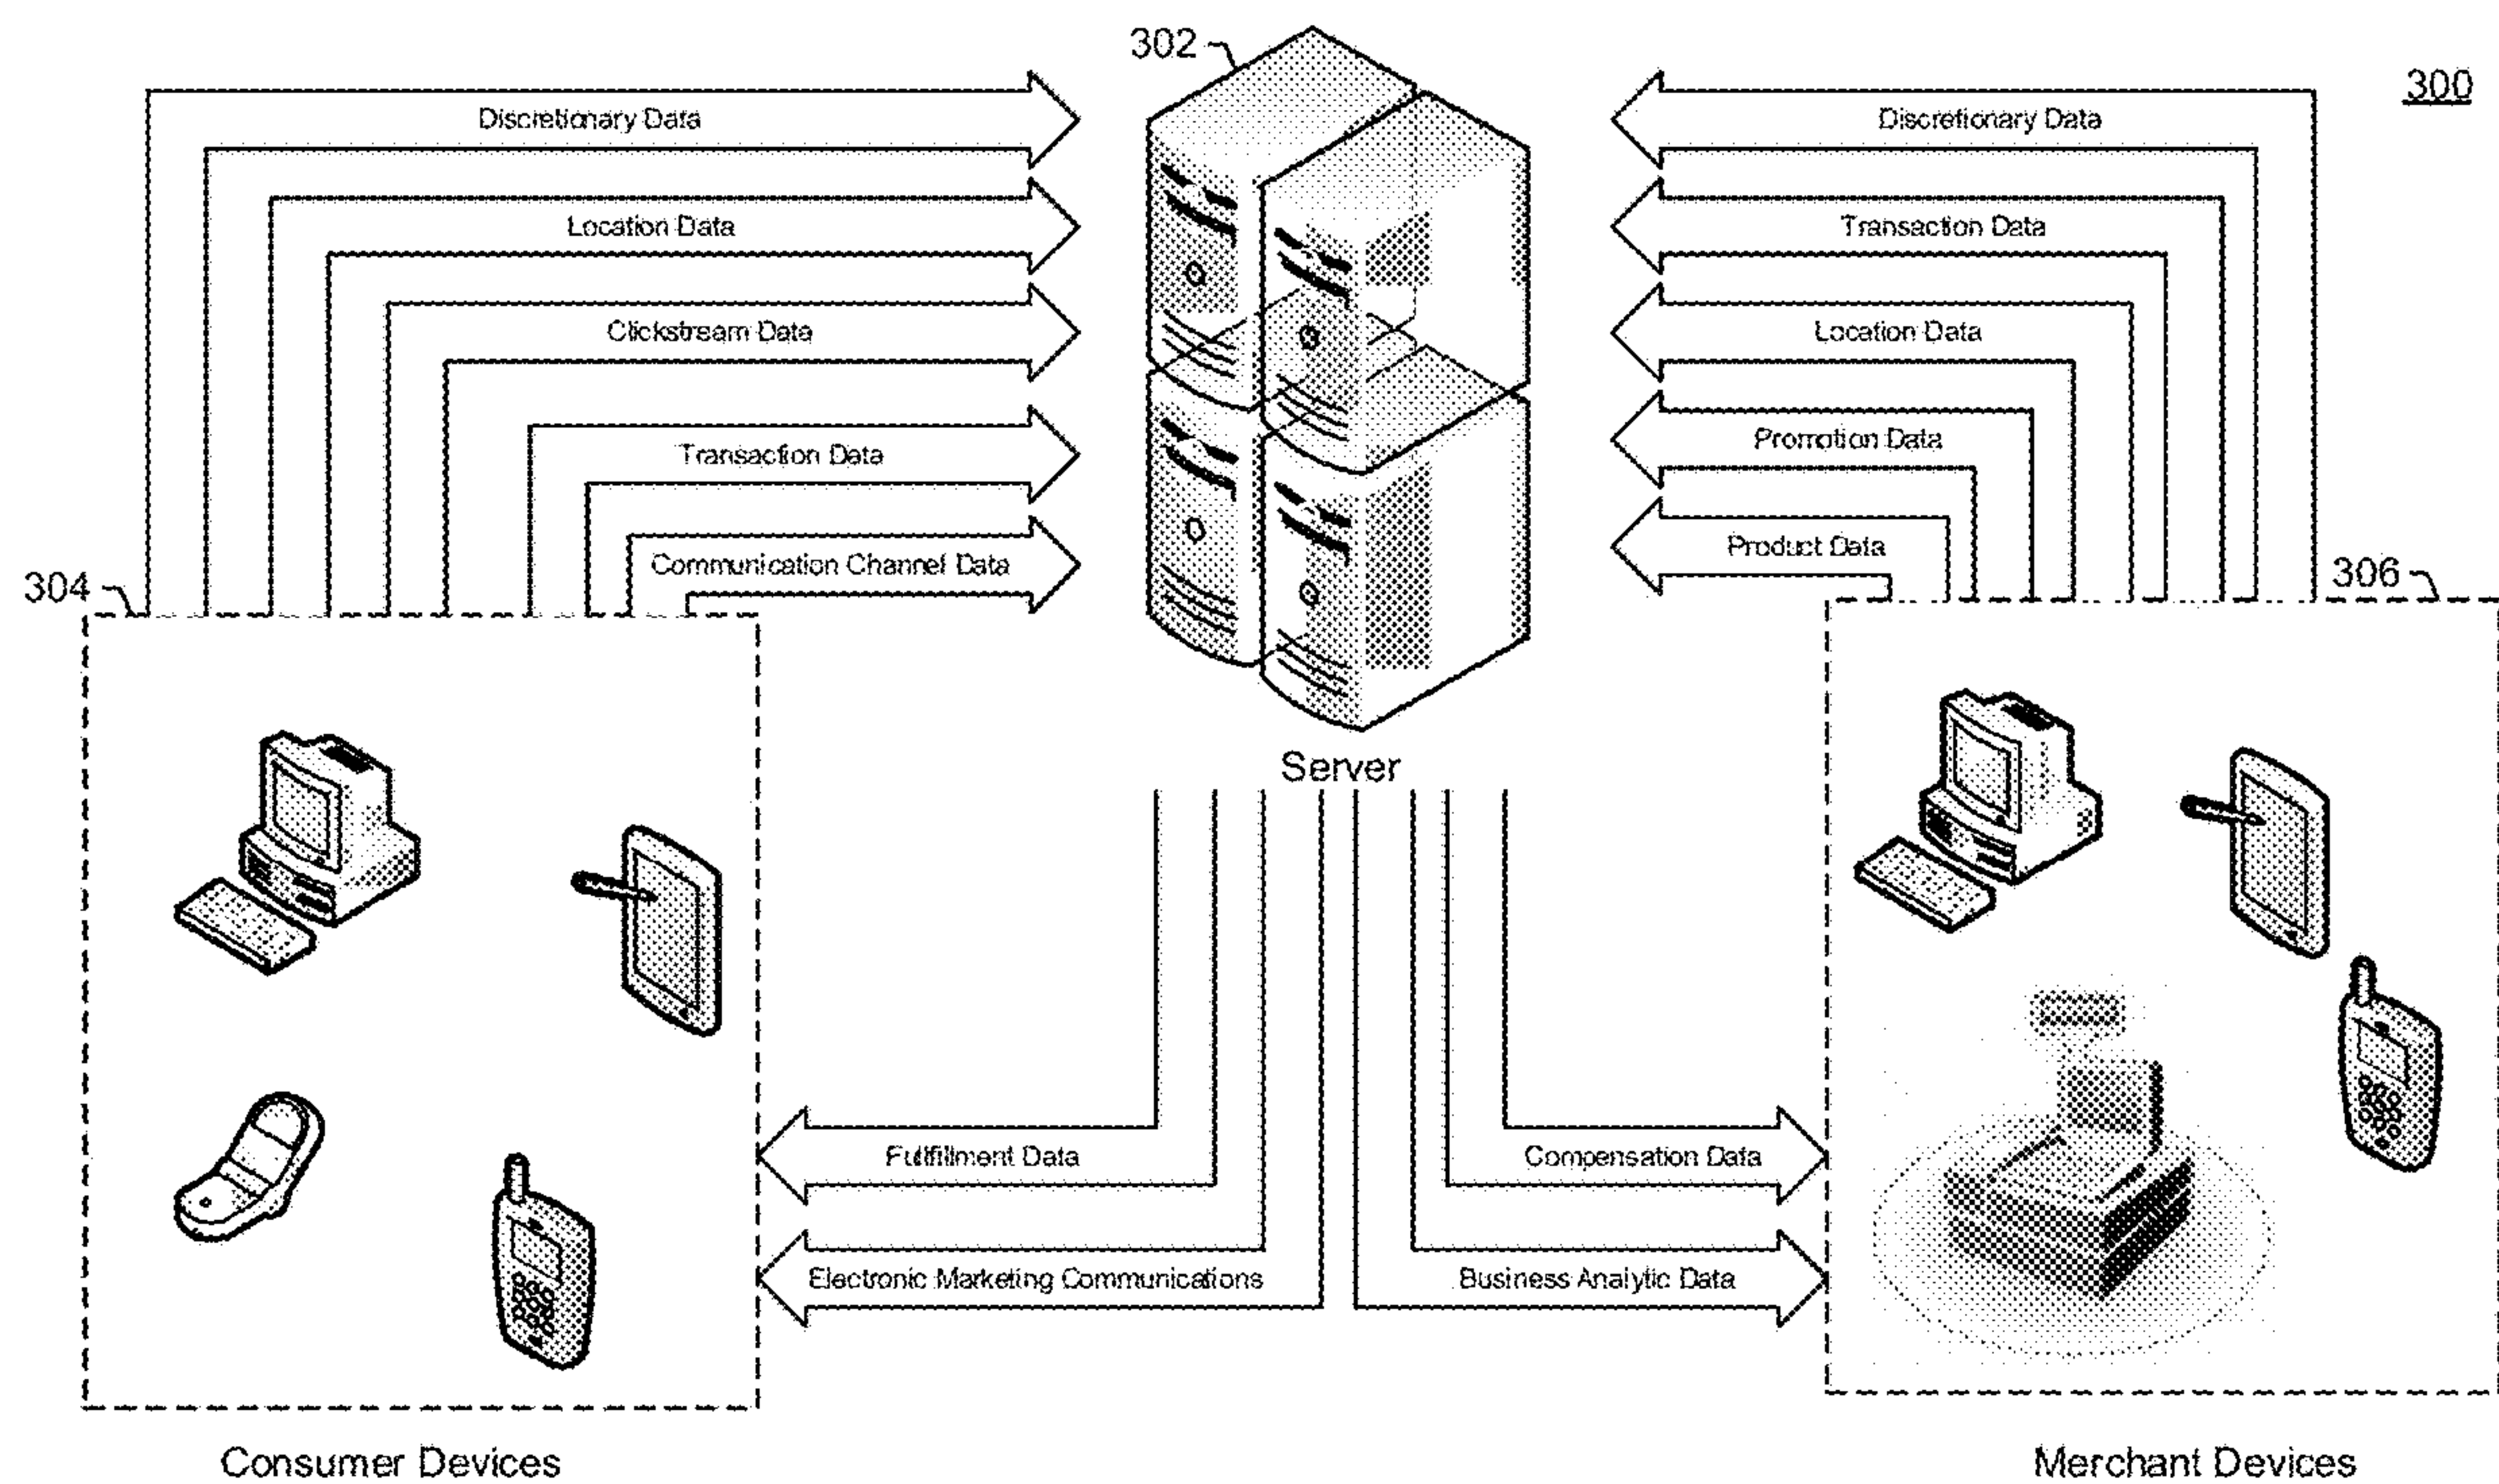 302
300
Discretionary Data
Discretionary Data
Location Data
Transaction Data
Clickstream Data
Location Data
Promotion Data
Transaction Data
Product Data
Communication Channel Data
304
306
Server
Fullfillment Data
Compensation Data
Electronic Marketing Communications
Business Analytic Data
Consumer Devices
Merchant Devices